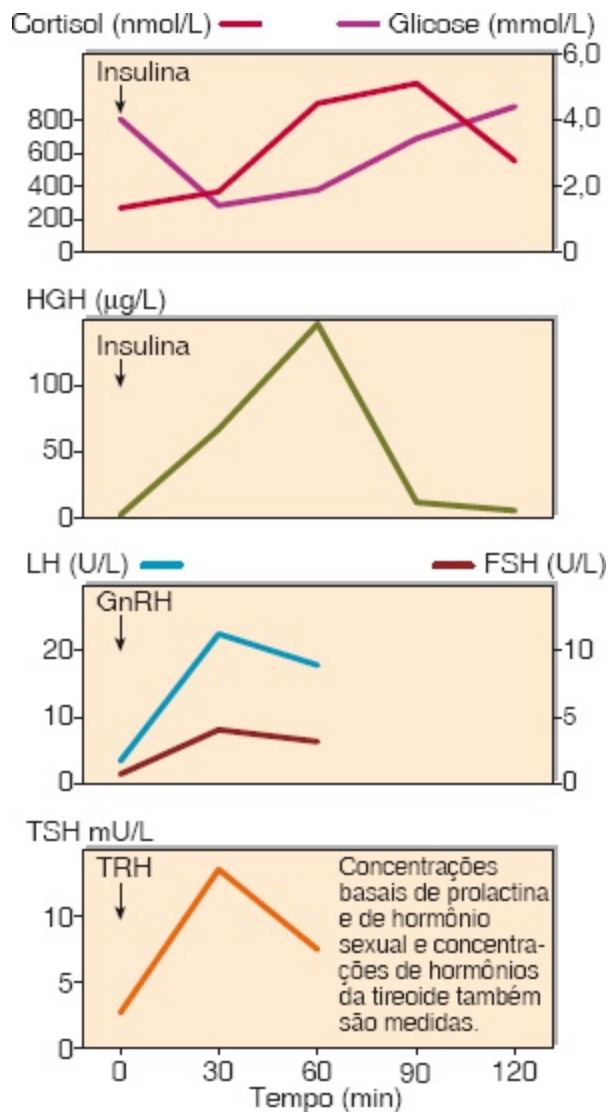 Cortisol (nmol/L) Glicose (mmol/L)
Insulina
6,0
800 4,0
600
400 2,0
200
0 0
HGH (µg/L)
Insulina
100
50
0
LH (U/L) FSH (U/L)
GnRH
20 10
10 5
0 0
TSH mU/L
TRH
Concentrações
basais de prolactina
e de hormônio
sexual e concentra-
ções de hormônios
da tireoide também
são medidas.
10
5
0
0 30 60 90 120
Tempo (min)